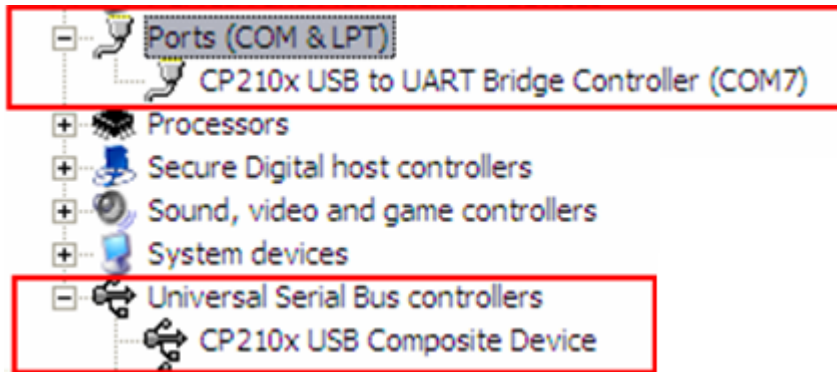 Ports (COM & LPT)
CP210x USB to UART Bridge Controller (COM7)
Processors
Secure Digital host controllers
Sound, video and game controllers
System devices
Universal Serial Bus controllers
CP210x USB Composite Device